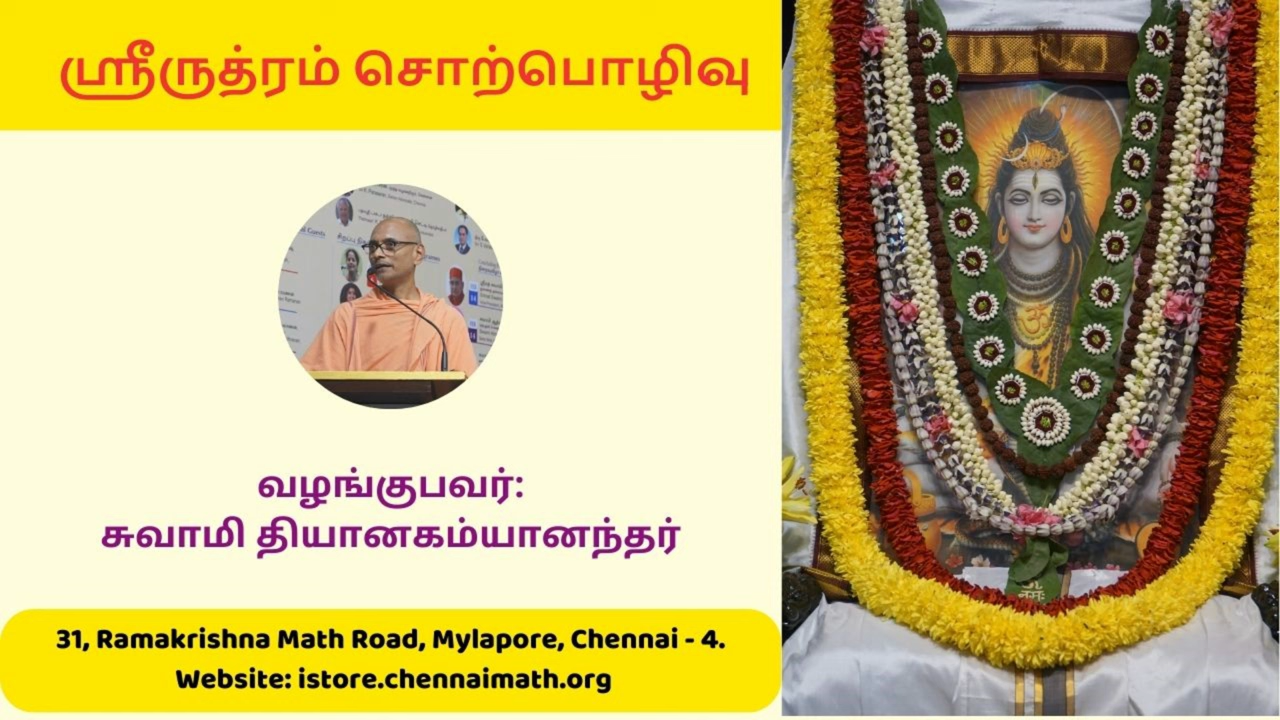 ஸ்ரீருத்ரம் சொற்பொழிவு
வழங்குபவர்:
சுவாமி தியானகம்யானந்தர்
31, Ramakrishna Math Road, Mylapore, Chennai - 4.
Website: istore.chennaimath.org